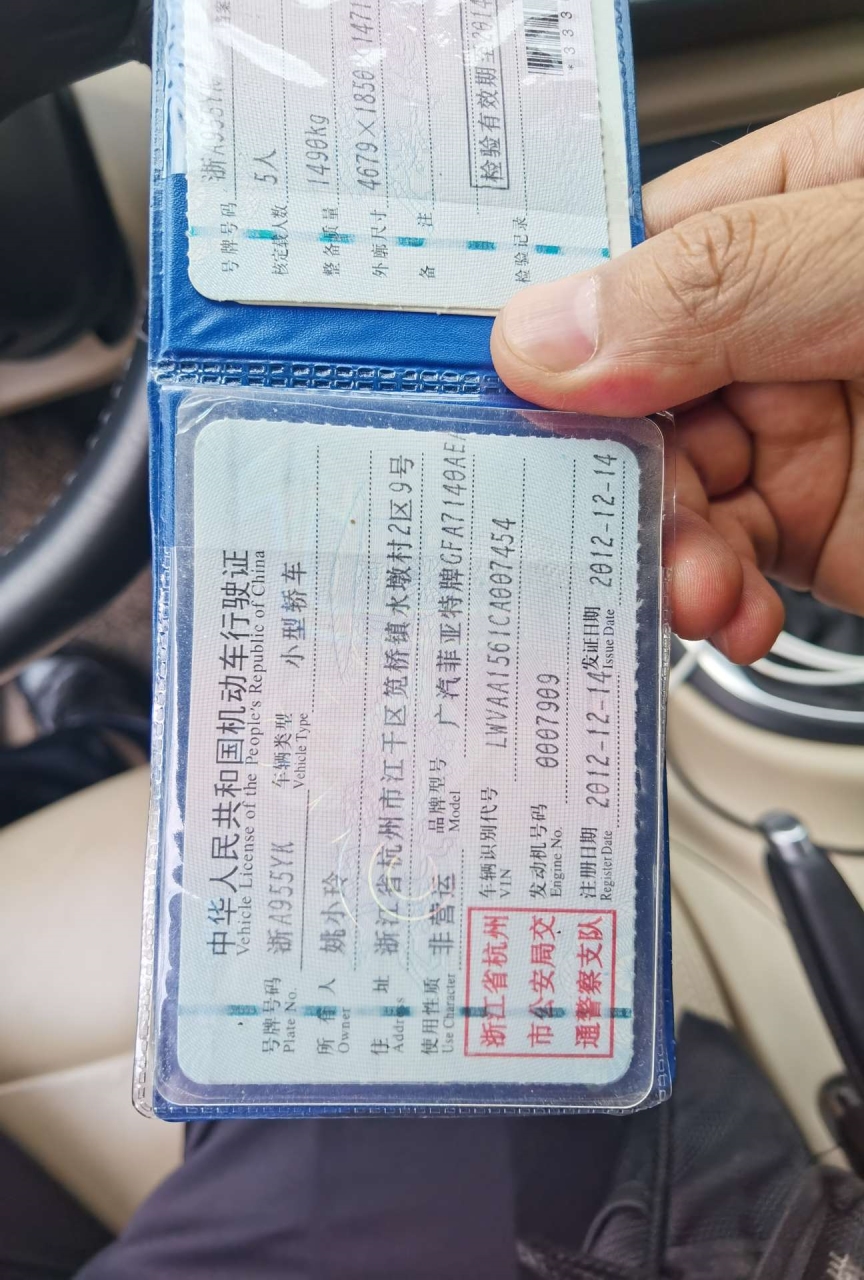 中华人民共和国机动车行驶证
Vehicle License of the People's Republic of China
号牌号码 浙A955YK 车辆类型 小型轿车
Plate No. Vehicle Type
所有人 姚小玲
Owner
住址 浙江省杭州市江干区笕桥镇水墩村2区9号
Address
使用性质 非营运 品牌型号 广汽菲亚特牌GFA7140AEA
Use Character Model
浙江省杭州
市公安局交
通警察支队
车辆识别代号 LWVAA1561CA007454
VIN
发动机号码 0007909
Engine No.
注册日期 2012-12-14 发证日期 2012-12-14
Register Date Issue Date
号牌号码 浙A955YK
核定载人数 5人
整备质量 1490kg
外廓尺寸 4679×1850
备注
检验有效期至2014
检验记录
*333